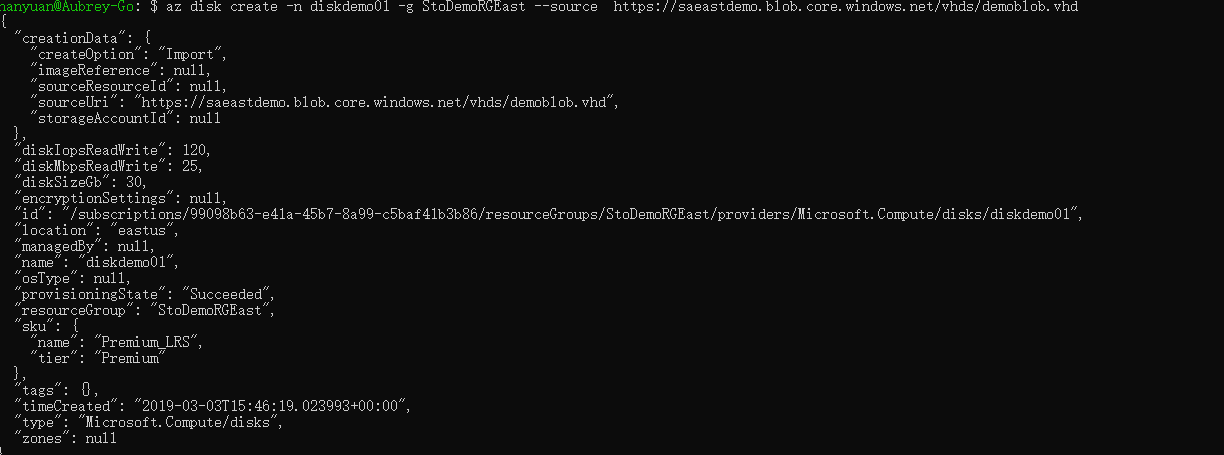 nanyuan@Aubrey-Go: $ az disk create -n diskdemo01 -g StoDemoRGEast --source  https://saeastdemo.blob.core.windows.net/vhds/demoblob.vhd
{
  "creationData": {
    "createOption": "Import",
    "imageReference": null,
    "sourceResourceId": null,
    "sourceUri": "https://saeastdemo.blob.core.windows.net/vhds/demoblob.vhd",
    "storageAccountId": null
  },
  "diskIopsReadWrite": 120,
  "diskMbpsReadWrite": 25,
  "diskSizeGb": 30,
  "encryptionSettings": null,
  "id": "/subscriptions/99098b63-e41a-45b7-8a99-c5baf41b3b86/resourceGroups/StoDemoRGEast/providers/Microsoft.Compute/disks/diskdemo01",
  "location": "eastus",
  "managedBy": null,
  "name": "diskdemo01",
  "osType": null,
  "provisioningState": "Succeeded",
  "resourceGroup": "StoDemoRGEast",
  "sku": {
    "name": "Premium_LRS",
    "tier": "Premium"
  },
  "tags": {},
  "timeCreated": "2019-03-03T15:46:19.023993+00:00",
  "type": "Microsoft.Compute/disks",
  "zones": null